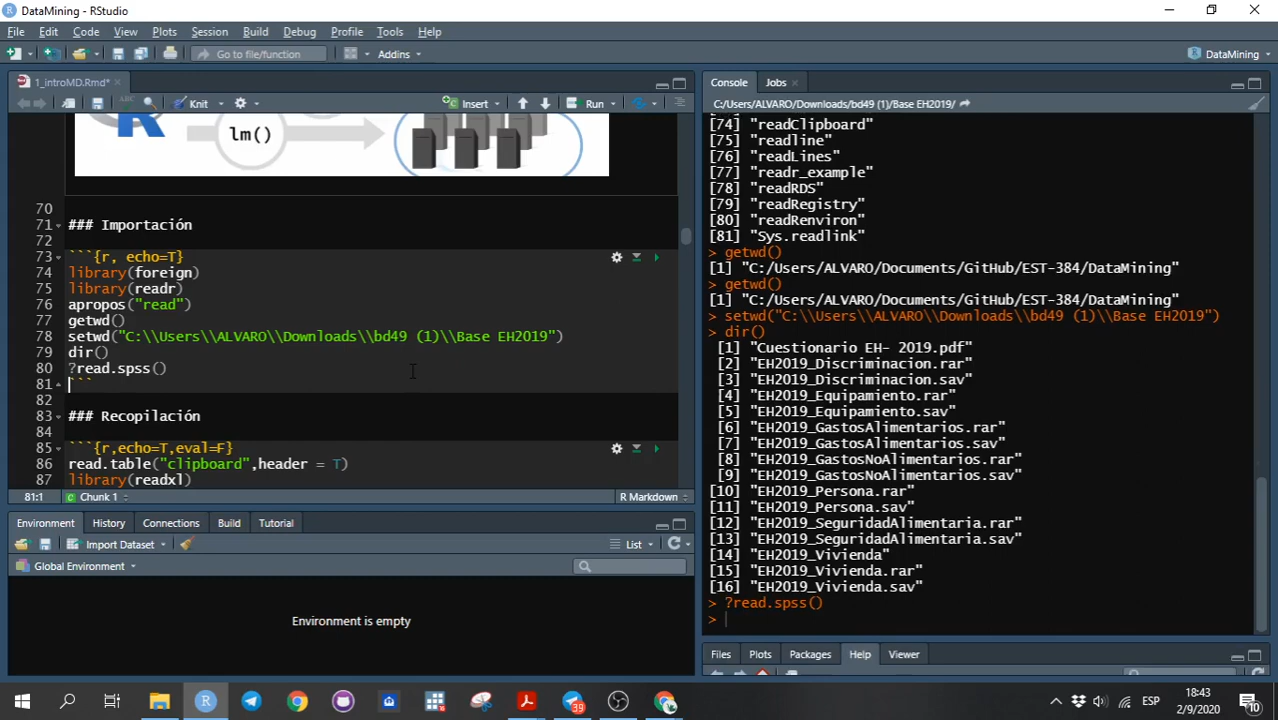 DataMining - RStudio
File Edit Code View Plots Session Build Debug Profile Tools Help
Go to file/function Addins DataMining
1_introMD.Rmd*
Knit Insert Run
R lm()
70
71 ### Importación
72
73 ```{r, echo=T}
74 library(foreign)
75 library(readr)
76 apropos("read")
77 getwd()
78 setwd("C:\\Users\\ALVARO\\Downloads\\bd49 (1)\\Base EH2019")
79 dir()
80 ?read.spss()
81 ```
82
83 ### Recopilación
84
85 ```{r,echo=T,eval=F}
86 read.table("clipboard",header = T)
87 library(readxl)
81:1 Chunk 1 R Markdown
Environment History Connections Build Tutorial
Import Dataset List
Global Environment
Environment is empty
Console Jobs
C:/Users/ALVARO/Downloads/bd49 (1)/Base EH2019/
[74] "readClipboard"
[75] "readline"
[76] "readLines"
[77] "readr_example"
[78] "readRDS"
[79] "readRegistry"
[80] "readRenviron"
[81] "Sys.readlink"
> getwd()
[1] "C:/Users/ALVARO/Documents/GitHub/EST-384/DataMining"
> getwd()
[1] "C:/Users/ALVARO/Documents/GitHub/EST-384/DataMining"
> setwd("C:\\Users\\ALVARO\\Downloads\\bd49 (1)\\Base EH2019")
> dir()
[1] "Cuestionario EH- 2019.pdf"
[2] "EH2019_Discriminacion.rar"
[3] "EH2019_Discriminacion.sav"
[4] "EH2019_Equipamiento.rar"
[5] "EH2019_Equipamiento.sav"
[6] "EH2019_GastosAlimentarios.rar"
[7] "EH2019_GastosAlimentarios.sav"
[8] "EH2019_GastosNoAlimentarios.rar"
[9] "EH2019_GastosNoAlimentarios.sav"
[10] "EH2019_Persona.rar"
[11] "EH2019_Persona.sav"
[12] "EH2019_SeguridadAlimentaria.rar"
[13] "EH2019_SeguridadAlimentaria.sav"
[14] "EH2019_Vivienda"
[15] "EH2019_Vivienda.rar"
[16] "EH2019_Vivienda.sav"
> ?read.spss()
>
Files Plots Packages Help Viewer
39 ESP 18:43
2/9/2020 10